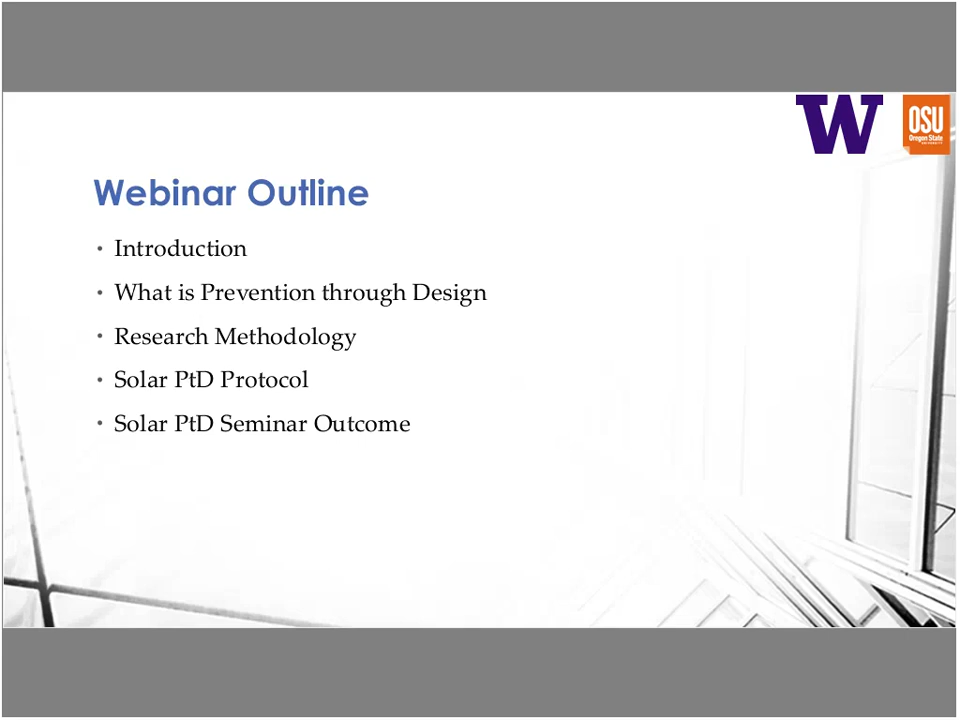 W
OSU
Oregon State
UNIVERSITY
Webinar Outline
• Introduction
• What is Prevention through Design
• Research Methodology
• Solar PtD Protocol
• Solar PtD Seminar Outcome